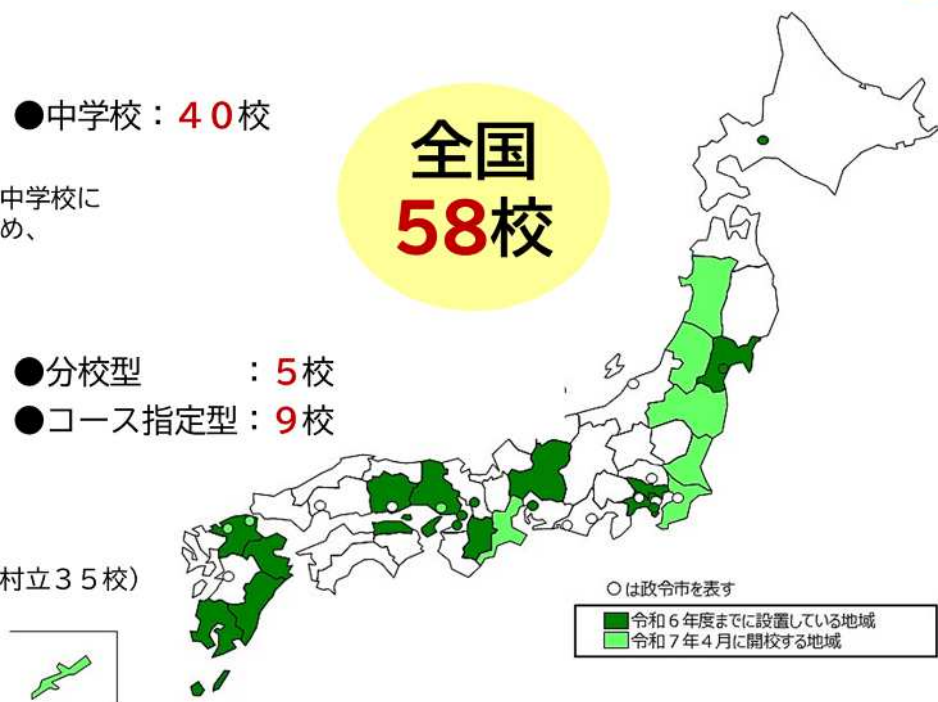 ●中学校：４０校
全国
58校
中学校に
め、
●分校型　　　：５校
●コース指定型：９校
村立３５校）
○は政令市を表す
令和６年度までに設置している地域
令和７年４月に開校する地域